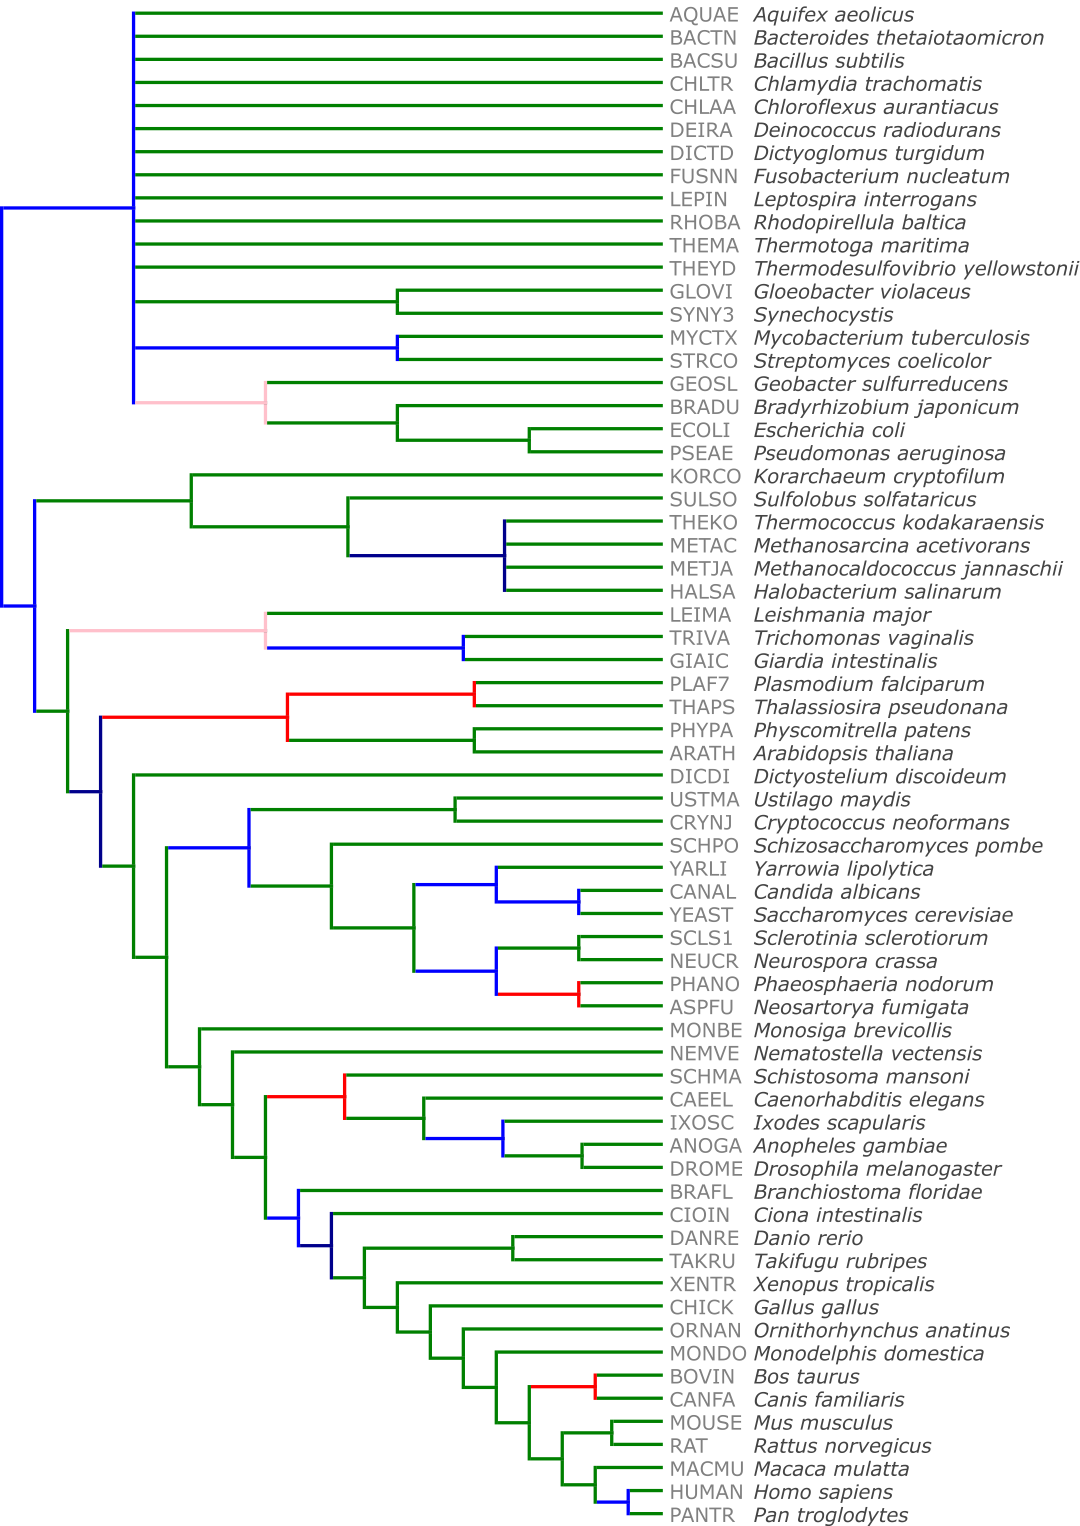 AQUAE Aquifex aeolicus
BACTN Bacteroides thetaiotaomicron
BACSU Bacillus subtilis
CHLTR Chlamydia trachomatis
CHLAA Chloroflexus aurantiacus
DEIRA Deinococcus radiodurans
DICTD Dictyoglomus turgidum
FUSNN Fusobacterium nucleatum
LEPIN Leptospira interrogans
RHOBA Rhodopirellula baltica
THEMA Thermotoga maritima
THEYD Thermodesulfovibrio yellowstonii
GLOVI Gloeobacter violaceus
SYNY3 Synechocystis
MYCTX Mycobacterium tuberculosis
STRCO Streptomyces coelicolor
GEOSL Geobacter sulfurreducens
BRADU Bradyrhizobium japonicum
ECOLI Escherichia coli
PSEAE Pseudomonas aeruginosa
KORCO Korarchaeum cryptofilum
SULSO Sulfolobus solfataricus
THEKO Thermococcus kodakaraensis
METAC Methanosarcina acetivorans
METJA Methanocaldococcus jannaschii
HALSA Halobacterium salinarum
LEIMA Leishmania major
TRIVA Trichomonas vaginalis
GIAIC Giardia intestinalis
PLAF7 Plasmodium falciparum
THAPS Thalassiosira pseudonana
PHYPA Physcomitrella patens
ARATH Arabidopsis thaliana
DICDI Dictyostelium discoideum
USTMA Ustilago maydis
CRYNJ Cryptococcus neoformans
SCHPO Schizosaccharomyces pombe
YARLI Yarrowia lipolytica
CANAL Candida albicans
YEAST Saccharomyces cerevisiae
SCLS1 Sclerotinia sclerotiorum
NEUCR Neurospora crassa
PHANO Phaeosphaeria nodorum
ASPFU Neosartorya fumigata
MONBE Monosiga brevicollis
NEMVE Nematostella vectensis
SCHMA Schistosoma mansoni
CAEEL Caenorhabditis elegans
IXOSC Ixodes scapularis
ANOGA Anopheles gambiae
DROME Drosophila melanogaster
BRAFL Branchiostoma floridae
CIOIN Ciona intestinalis
DANRE Danio rerio
TAKRU Takifugu rubripes
XENTR Xenopus tropicalis
CHICK Gallus gallus
ORNAN Ornithorhynchus anatinus
MONDO Monodelphis domestica
BOVIN Bos taurus
CANFA Canis familiaris
MOUSE Mus musculus
RAT Rattus norvegicus
MACMU Macaca mulatta
HUMAN Homo sapiens
PANTR Pan troglodytes